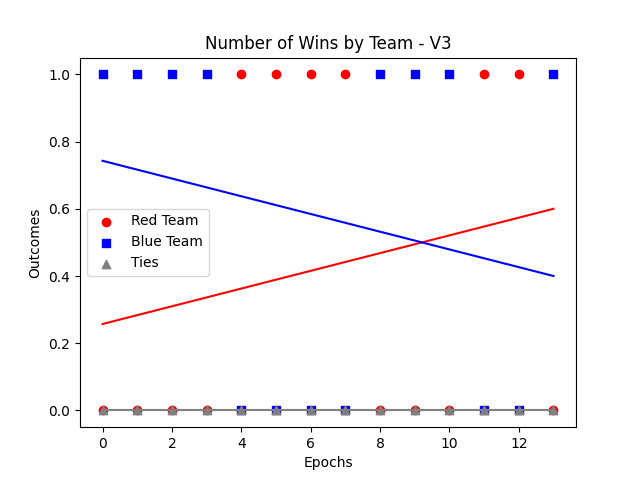 Number of Wins by Team - V3
1.0
0.8
0.6
0.4
0.2
0.0
Outcomes
Red Team
Blue Team
Ties
0 2 4 6 8 10 12
Epochs